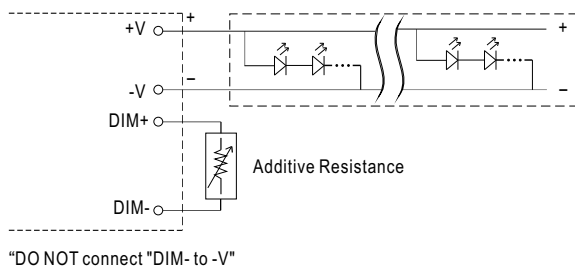 +
+V
+
−
-V
−
DIM+
Additive Resistance
DIM-
“DO NOT connect "DIM- to -V"